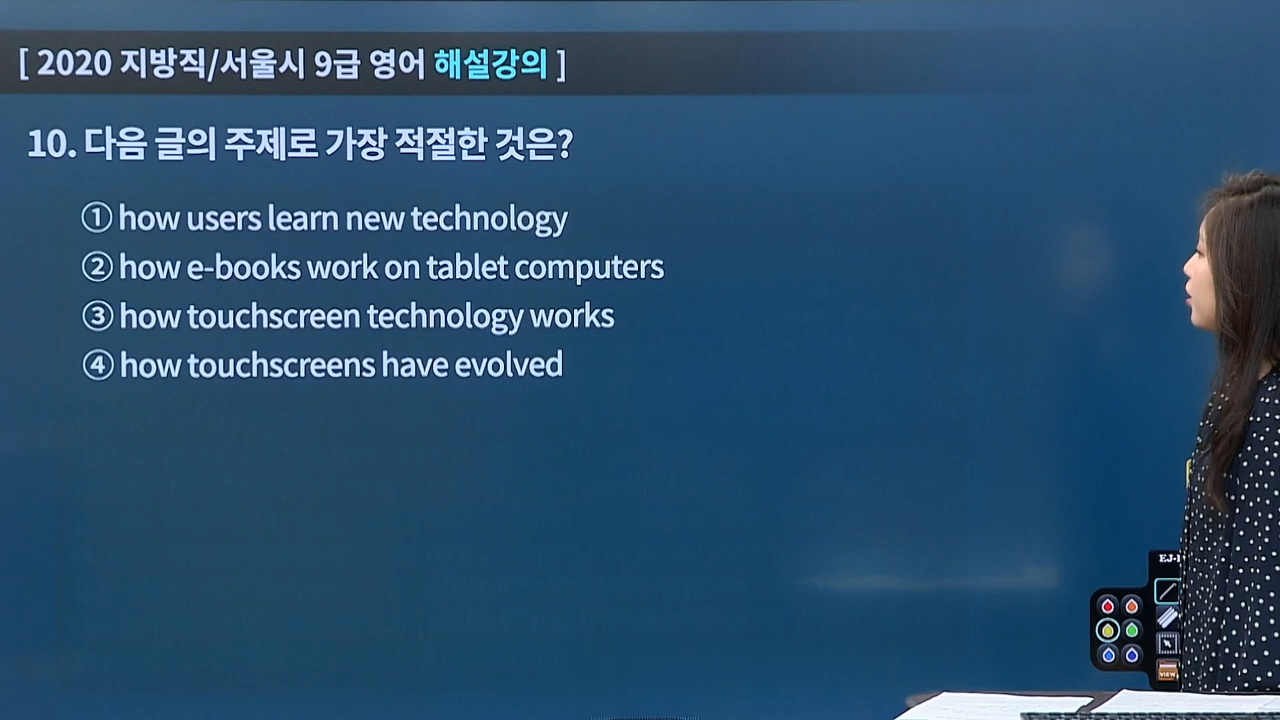 [ 2020 지방직/서울시 9급 영어 해설강의 ]
10. 다음 글의 주제로 가장 적절한 것은?
① how users learn new technology
② how e-books work on tablet computers
③ how touchscreen technology works
④ how touchscreens have evolved
VIEW